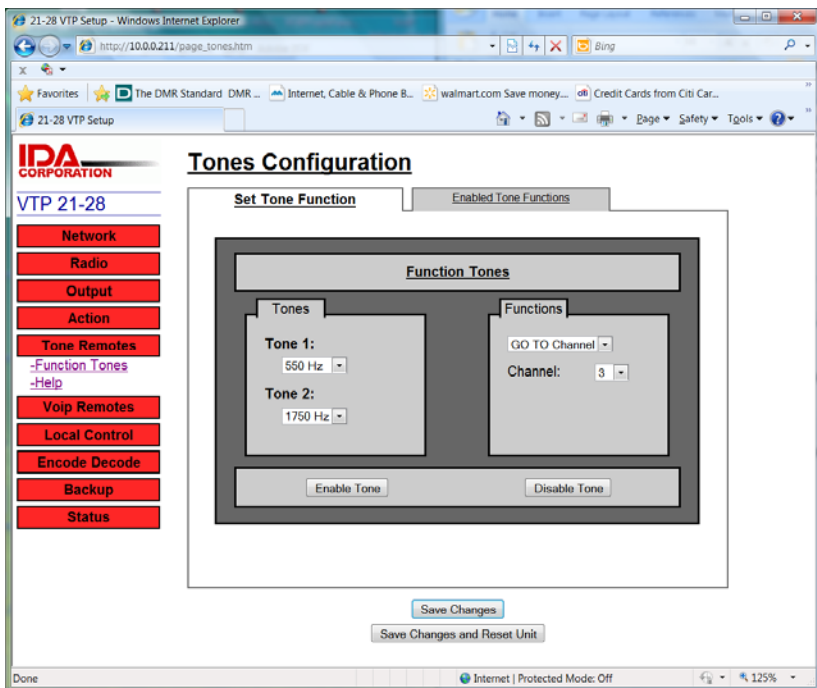 21-28 VTP Setup - Windows Internet Explorer
http://10.0.0.211/page_tones.htm
Bing
x
Favorites The DMR Standard DMR ... Internet, Cable & Phone B... walmart.com Save money.... citi Credit Cards from Citi Car...
21-28 VTP Setup
Page Safety Tools
IDA
CORPORATION
VTP 21-28
Network
Radio
Output
Action
Tone Remotes
-Function Tones
-Help
Voip Remotes
Local Control
Encode Decode
Backup
Status
Tones Configuration
Set Tone Function
Enabled Tone Functions
Function Tones
Tones
Tone 1:
550 Hz
Tone 2:
1750 Hz
Functions
GO TO Channel
Channel: 3
Enable Tone
Disable Tone
Save Changes
Save Changes and Reset Unit
Done
Internet | Protected Mode: Off
125%